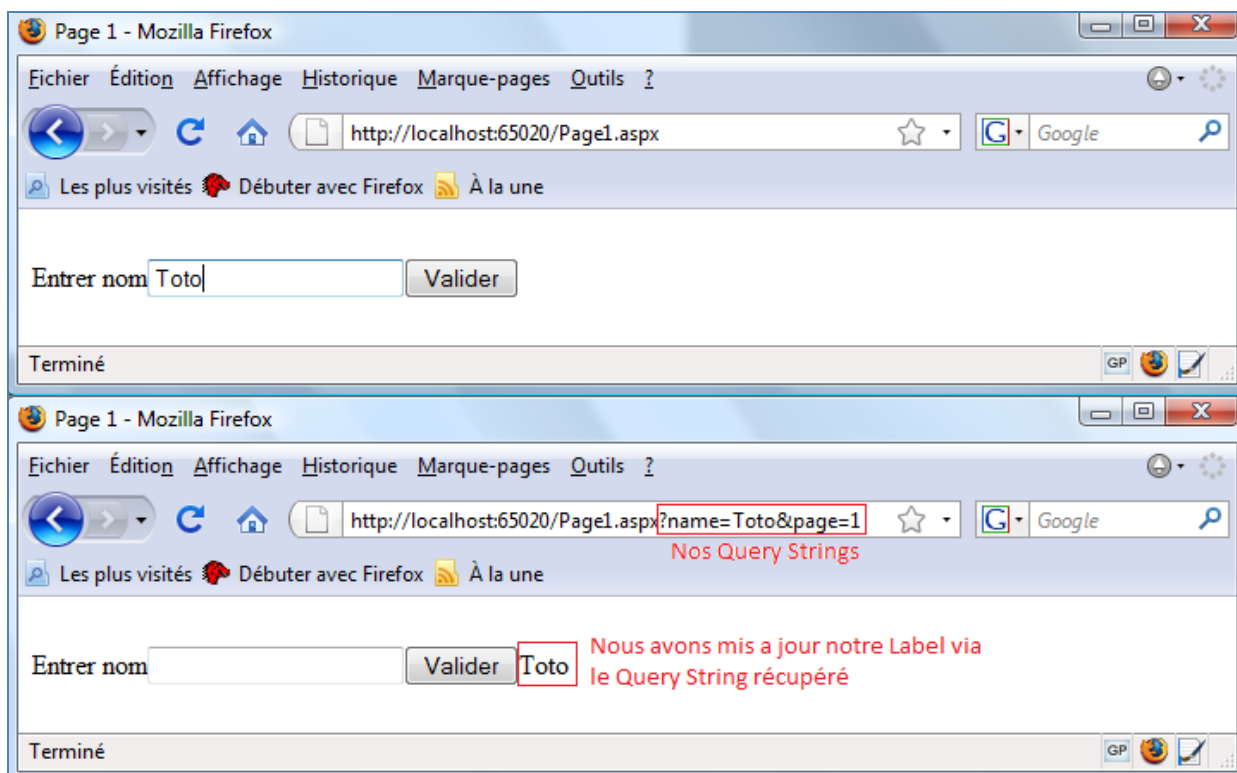 Page 1 - Mozilla Firefox
Fichier Édition Affichage Historique Marque-pages Outils ?
http://localhost:65020/Page1.aspx
G Google
Les plus visités Débuter avec Firefox À la une
Entrer nom Toto Valider
Terminé
GP
Page 1 - Mozilla Firefox
Fichier Édition Affichage Historique Marque-pages Outils ?
http://localhost:65020/Page1.aspx?name=Toto&page=1
G Google
Nos Query Strings
Les plus visités Débuter avec Firefox À la une
Entrer nom Valider Toto
Nous avons mis a jour notre Label via
le Query String récupéré
Terminé
GP